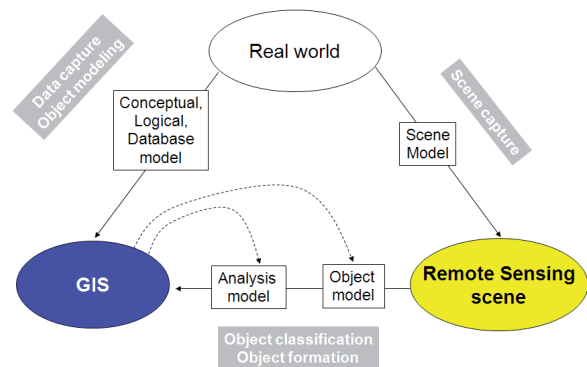 Real world
Data capture
Object modeling
Conceptual,
Logical,
Database
model
Scene
Model
Scene capture
GIS
Analysis
model
Object
model
Remote Sensing
scene
Object classification
Object formation